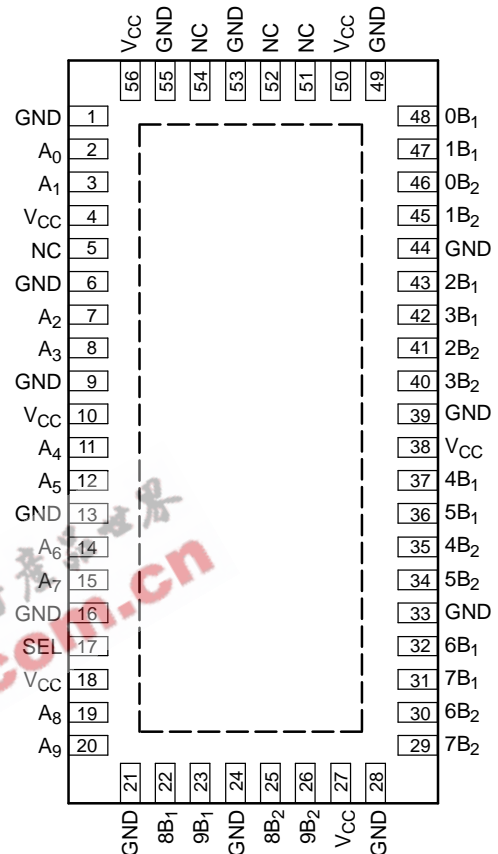 VCC GND NC GND NC NC VCC GND
56 55 54 53 52 51 50 49
GND 1 48 0B1
A0 2 47 1B1
A1 3 46 0B2
VCC 4 45 1B2
NC 5 44 GND
GND 6 43 2B1
A2 7 42 3B1
A3 8 41 2B2
GND 9 40 3B2
VCC 10 39 GND
A4 11 38 VCC
A5 12 37 4B1
GND 13 36 5B1
A6 14 35 4B2
A7 15 34 5B2
GND 16 33 GND
SEL 17 32 6B1
VCC 18 31 7B1
A8 19 30 6B2
A9 20 29 7B2
21 22 23 24 25 26 27 28
GND 8B1 9B1 GND 8B2 9B2 VCC GND
产品世界
com.cn